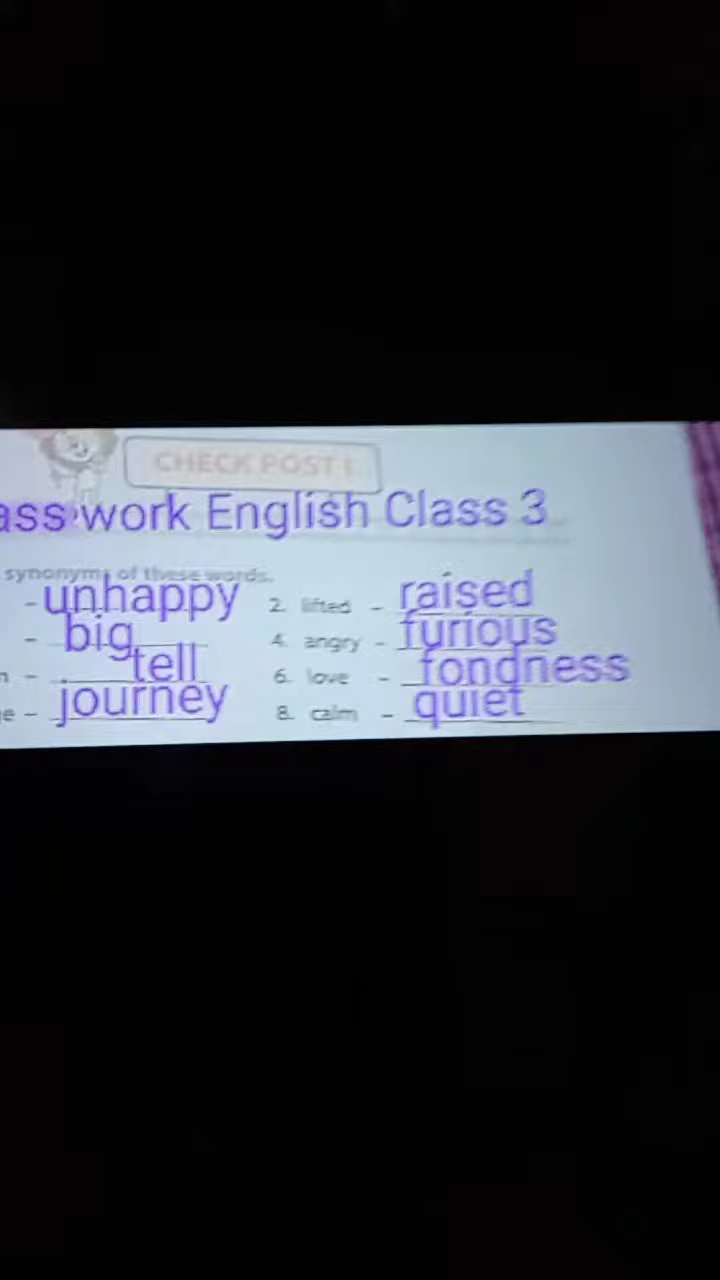 CHECK POST 1
ass work English Class 3
synonyms of these words.
- unhappy 2. lifted - raised
- big 4. angry - furious
n - tell 6. love - fondness
e - journey 8. calm - quiet